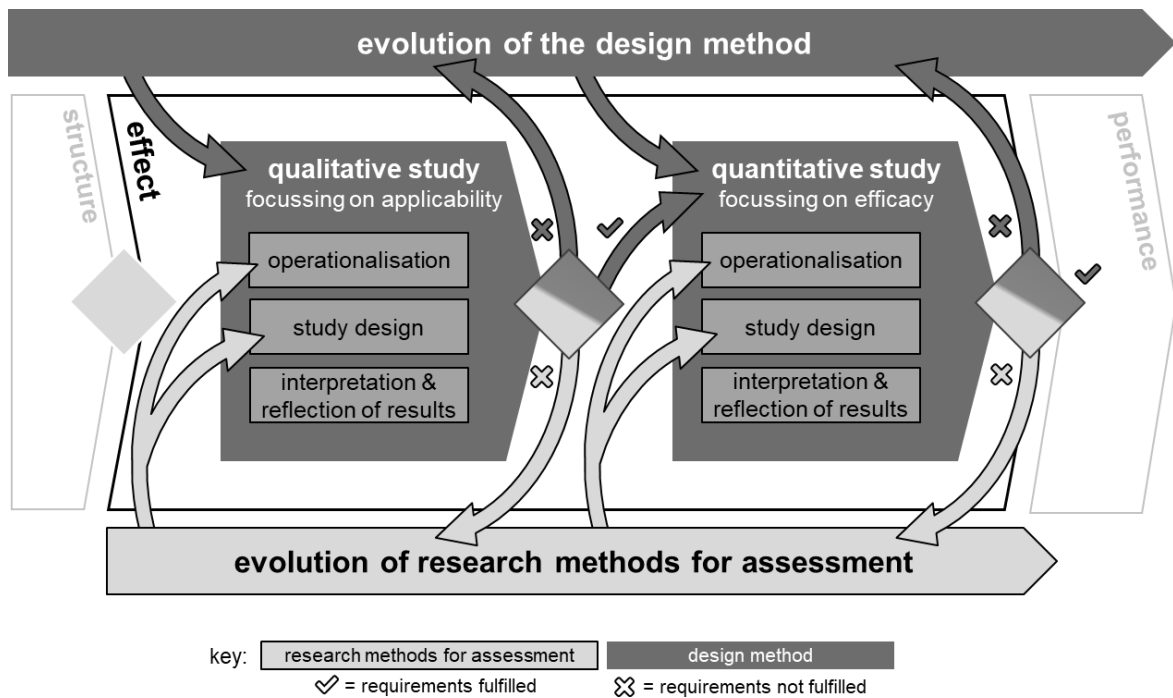 evolution of the design method
structure
effect
qualitative study
focussing on applicability
operationalisation
study design
interpretation &
reflection of results
quantitative study
focussing on efficacy
operationalisation
study design
interpretation &
reflection of results
performance
evolution of research methods for assessment
key:
research methods for assessment
design method
= requirements fulfilled
= requirements not fulfilled